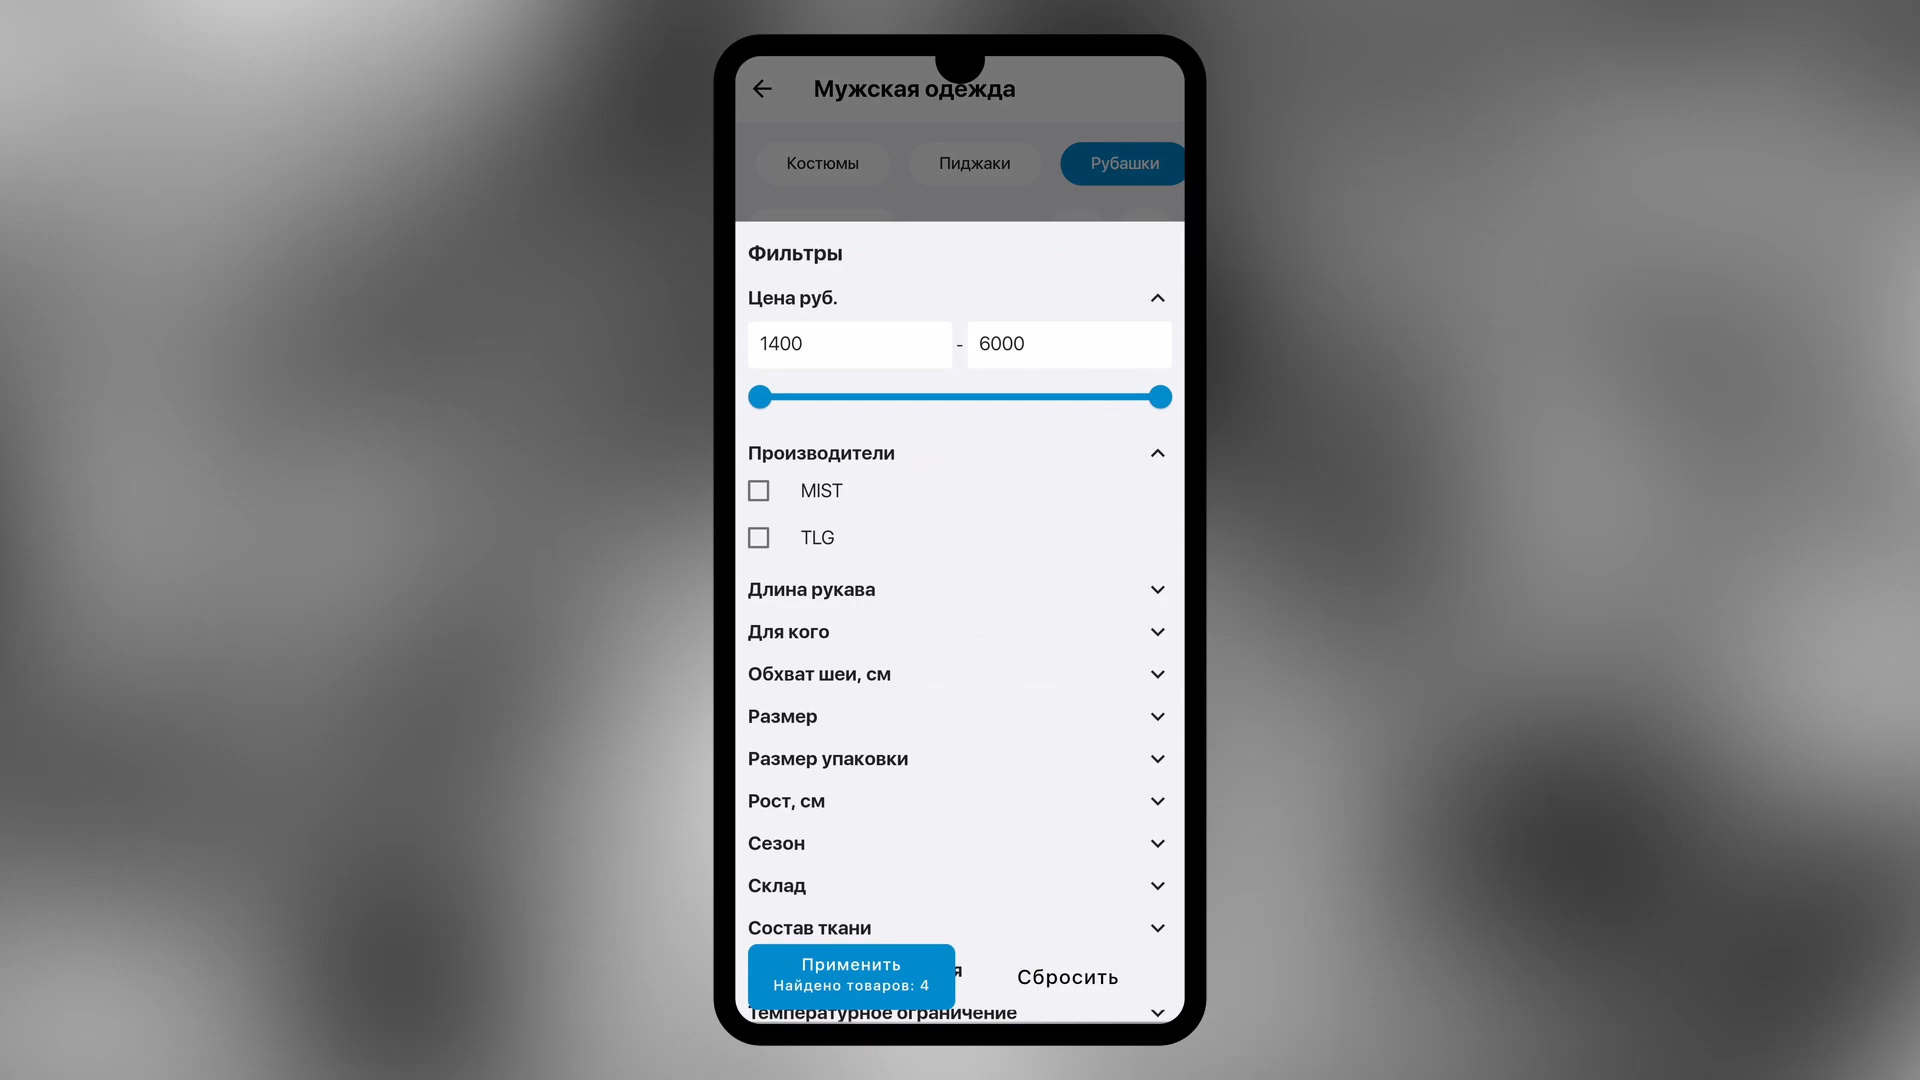 Мужская одежда
Костюмы Пиджаки Рубашки
Фильтры
Цена руб.
1400 - 6000
Производители
MIST
TLG
Длина рукава
Для кого
Обхват шеи, см
Размер
Размер упаковки
Рост, см
Сезон
Склад
Состав ткани
Применить
Найдено товаров: 4
Сбросить
Температурное ограничение